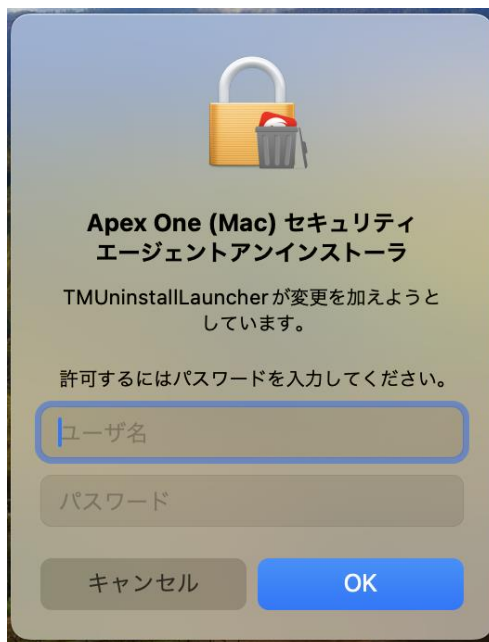 Apex One (Mac) セキュリティ
エージェントアンインストーラ
TMUninstallLauncherが変更を加えようと
しています。
許可するにはパスワードを入力してください。
ユーザ名
パスワード
キャンセル
OK